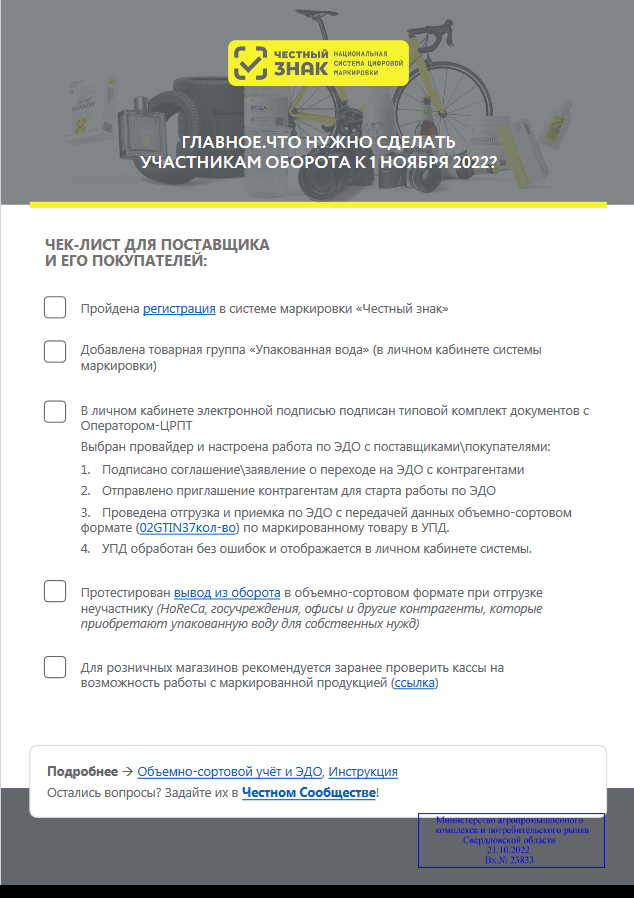 ЧЕСТНЫЙ
ЗНАК
НАЦИОНАЛЬНАЯ
СИСТЕМА ЦИФРОВОЙ
МАРКИРОВКИ
ВОДА
ORGANIC
ГЛАВНОЕ.ЧТО НУЖНО СДЕЛАТЬ
УЧАСТНИКАМ ОБОРОТА К 1 НОЯБРЯ 2022?
ЧЕК-ЛИСТ ДЛЯ ПОСТАВЩИКА
И ЕГО ПОКУПАТЕЛЕЙ:
Пройдена регистрация в системе маркировки «Честный знак»
Добавлена товарная группа «Упакованная вода» (в личном кабинете системы
маркировки)
В личном кабинете электронной подписью подписан типовой комплект документов с
Оператором-ЦРПТ
Выбран провайдер и настроена работа по ЭДО с поставщиками\покупателями:
1. Подписано соглашение\заявление о переходе на ЭДО с контрагентами
2. Отправлено приглашение контрагентам для старта работы по ЭДО
3. Проведена отгрузка и приемка по ЭДО с передачей данных объемно-сортовом
формате (02GTIN37кол-во) по маркированному товару в УПД.
4. УПД обработан без ошибок и отображается в личном кабинете системы.
Протестирован вывод из оборота в объемно-сортовом формате при отгрузке
неучастнику (HoReCa, госучреждения, офисы и другие контрагенты, которые
приобретают упакованную воду для собственных нужд)
Для розничных магазинов рекомендуется заранее проверить кассы на
возможность работы с маркированной продукцией (ссылка)
Подробнее → Объемно-сортовой учёт и ЭДО, Инструкция
Остались вопросы? Задайте их в Честном Сообществе!
Министерство агропромышленного
комплекса и потребительского рынка
Свердловской области
21.10.2022
Вх.№ 23833